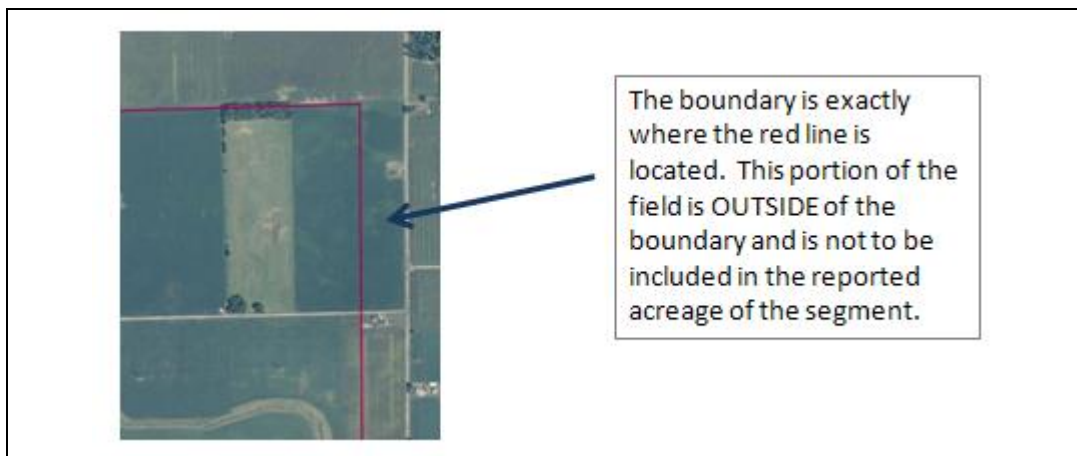 The boundary is exactly
where the red line is
located.  This portion of the
field is OUTSIDE of the
boundary and is not to be
included in the reported
acreage of the segment.